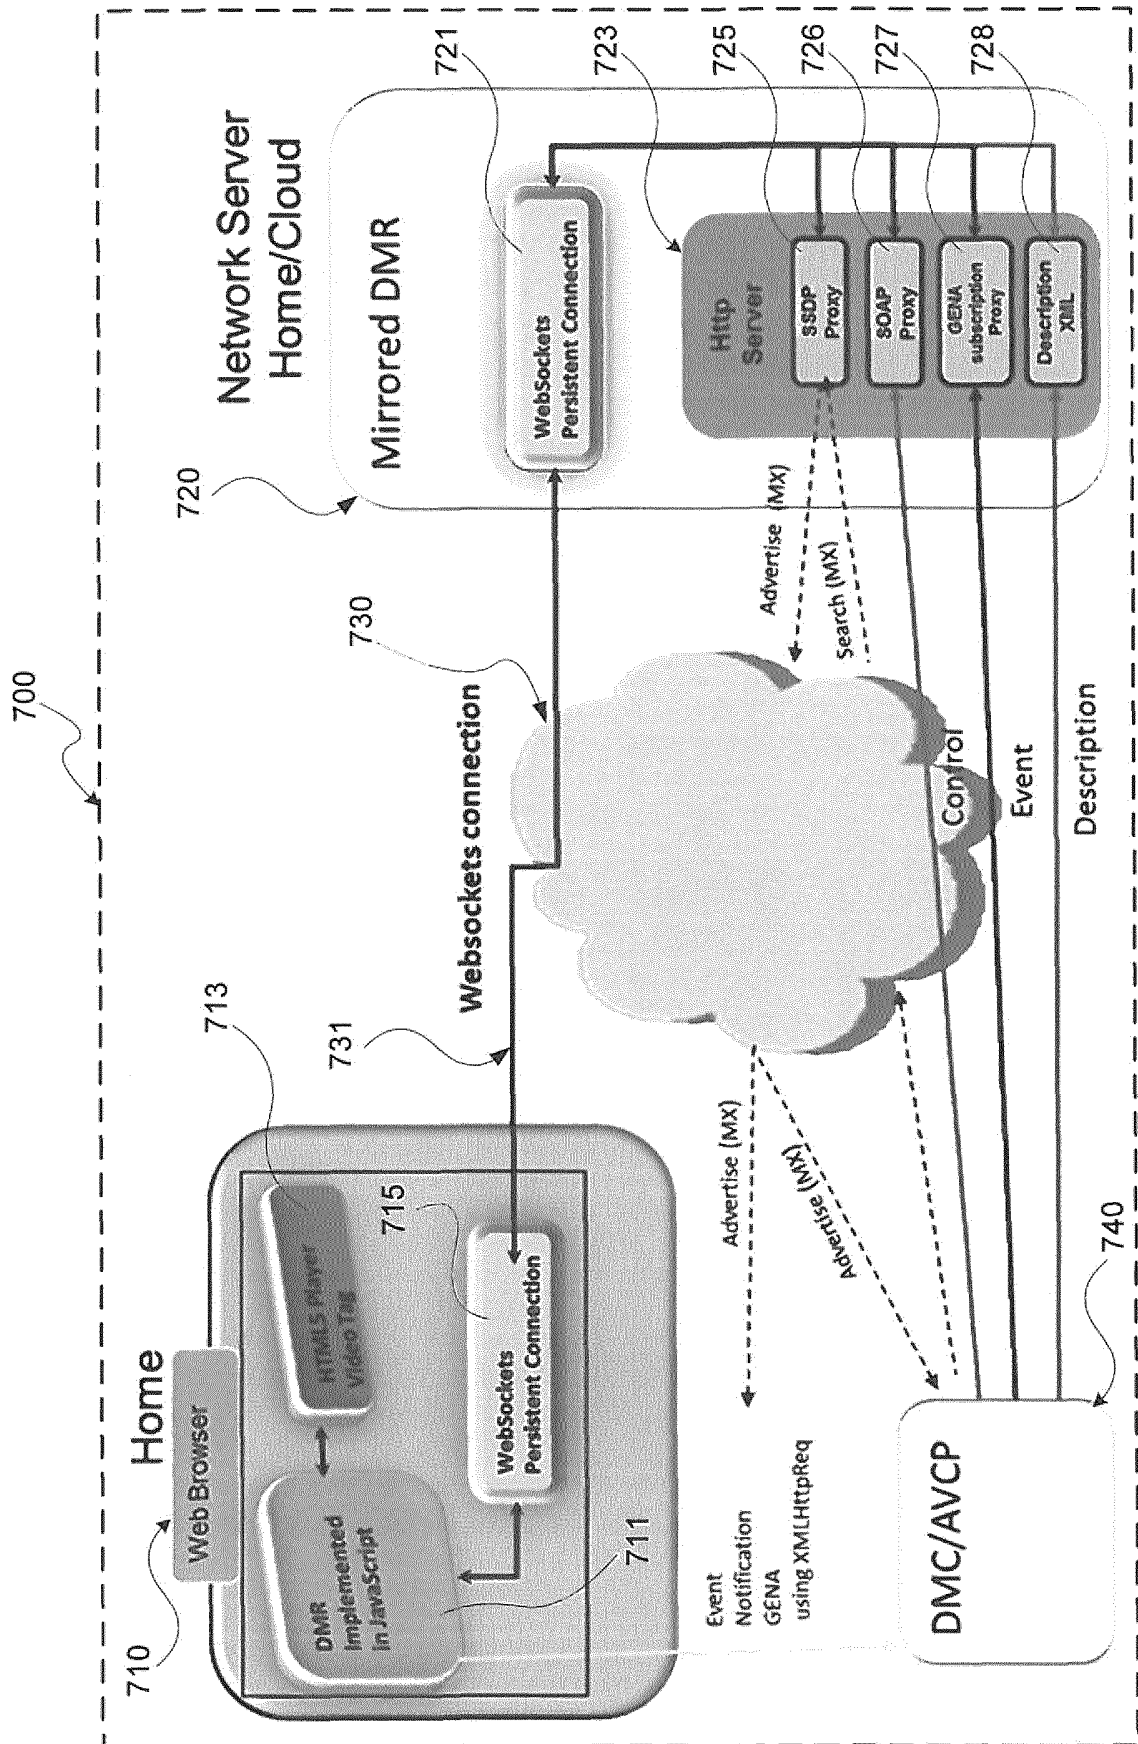 700
Network Server
Home/Cloud
Home
710
Web Browser
DMR
Implemented
in JavaScript
711
HTML5 Player
Video Tag
713
WebSockets
Persistent Connection
715
731
Websockets connection
730
720
Mirrored DMR
WebSockets
Persistent Connection
721
Http
Server
723
SSDP
Proxy
725
SOAP
Proxy
726
GENA
subscription
Proxy
727
Description
XML
728
Advertise (MX)
Search (MX)
Advertise (MX)
Advertise (MX)
Control
Event
Description
Event
Notification
GENA
using XMLHttpReq
DMC/AVCP
740